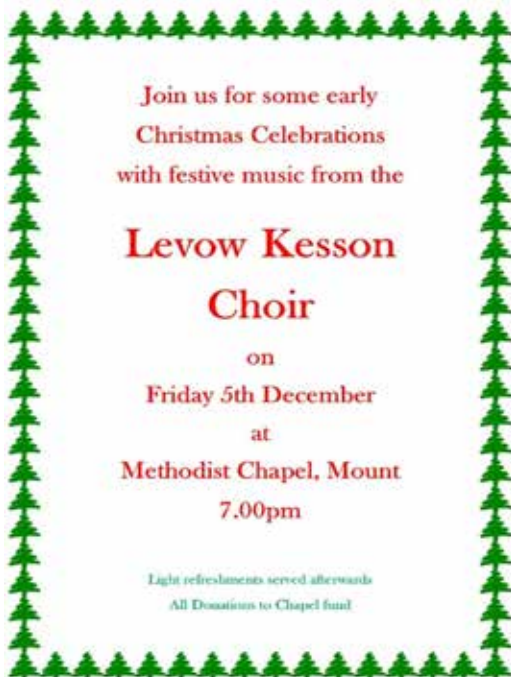 Join us for some early
Christmas Celebrations
with festive music from the
Levow Kesson
Choir
on
Friday 5th December
at
Methodist Chapel, Mount
7.00pm
Light refreshments served afterwards
All Donations to Chapel fund